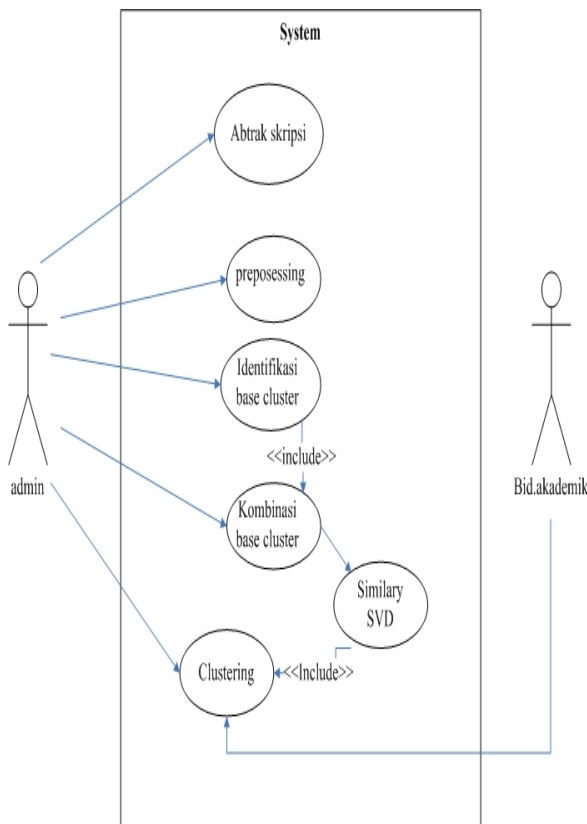 System
Abtrak skripsi
preposessing
Identifikasi
base cluster
<<include>>
admin
Bid.akademik
Kombinasi
base cluster
Similary
SVD
Clustering
<<Include>>